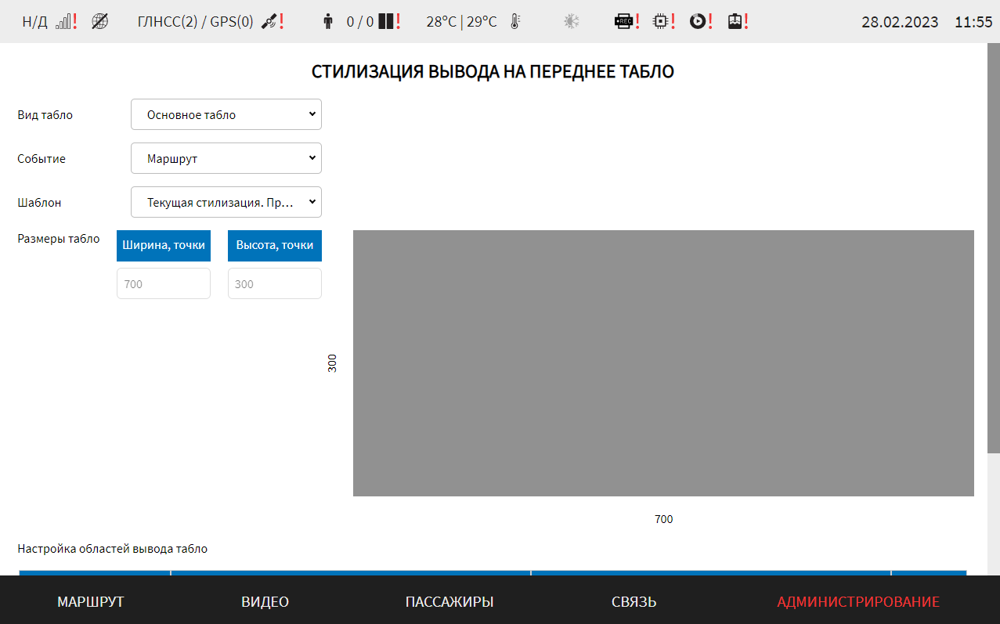 Н/Д ГЛНСС(2) / GPS(0) 0 / 0 28°C | 29°C REC 28.02.2023 11:55
СТИЛИЗАЦИЯ ВЫВОДА НА ПЕРЕДНЕЕ ТАБЛО
Вид табло Основное табло
Событие Маршрут
Шаблон Текущая стилизация. Пр…
Размеры табло Ширина, точки Высота, точки
700 300
300
700
Настройка областей вывода табло
МАРШРУТ ВИДЕО ПАССАЖИРЫ СВЯЗЬ АДМИНИСТРИРОВАНИЕ